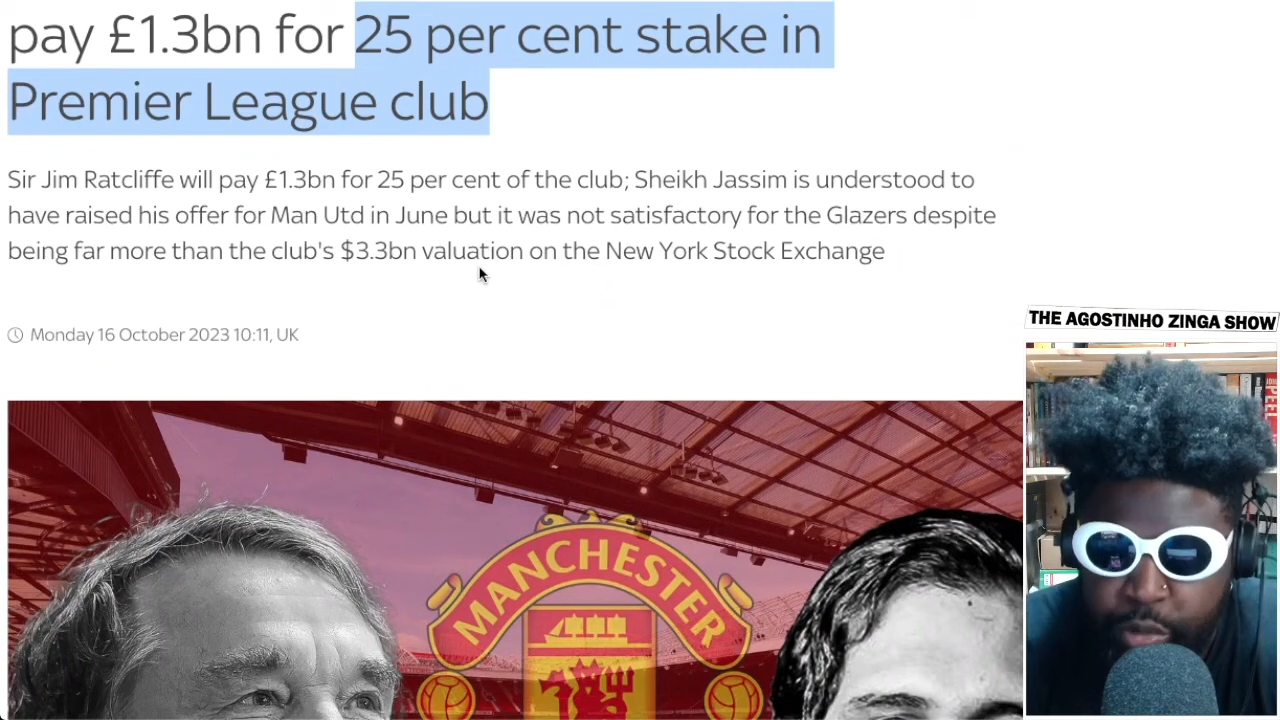 pay £1.3bn for 25 per cent stake in
Premier League club
Sir Jim Ratcliffe will pay £1.3bn for 25 per cent of the club; Sheikh Jassim is understood to
have raised his offer for Man Utd in June but it was not satisfactory for the Glazers despite
being far more than the club's $3.3bn valuation on the New York Stock Exchange
Monday 16 October 2023 10:11, UK
THE AGOSTINHO ZINGA SHOW
MANCHESTER